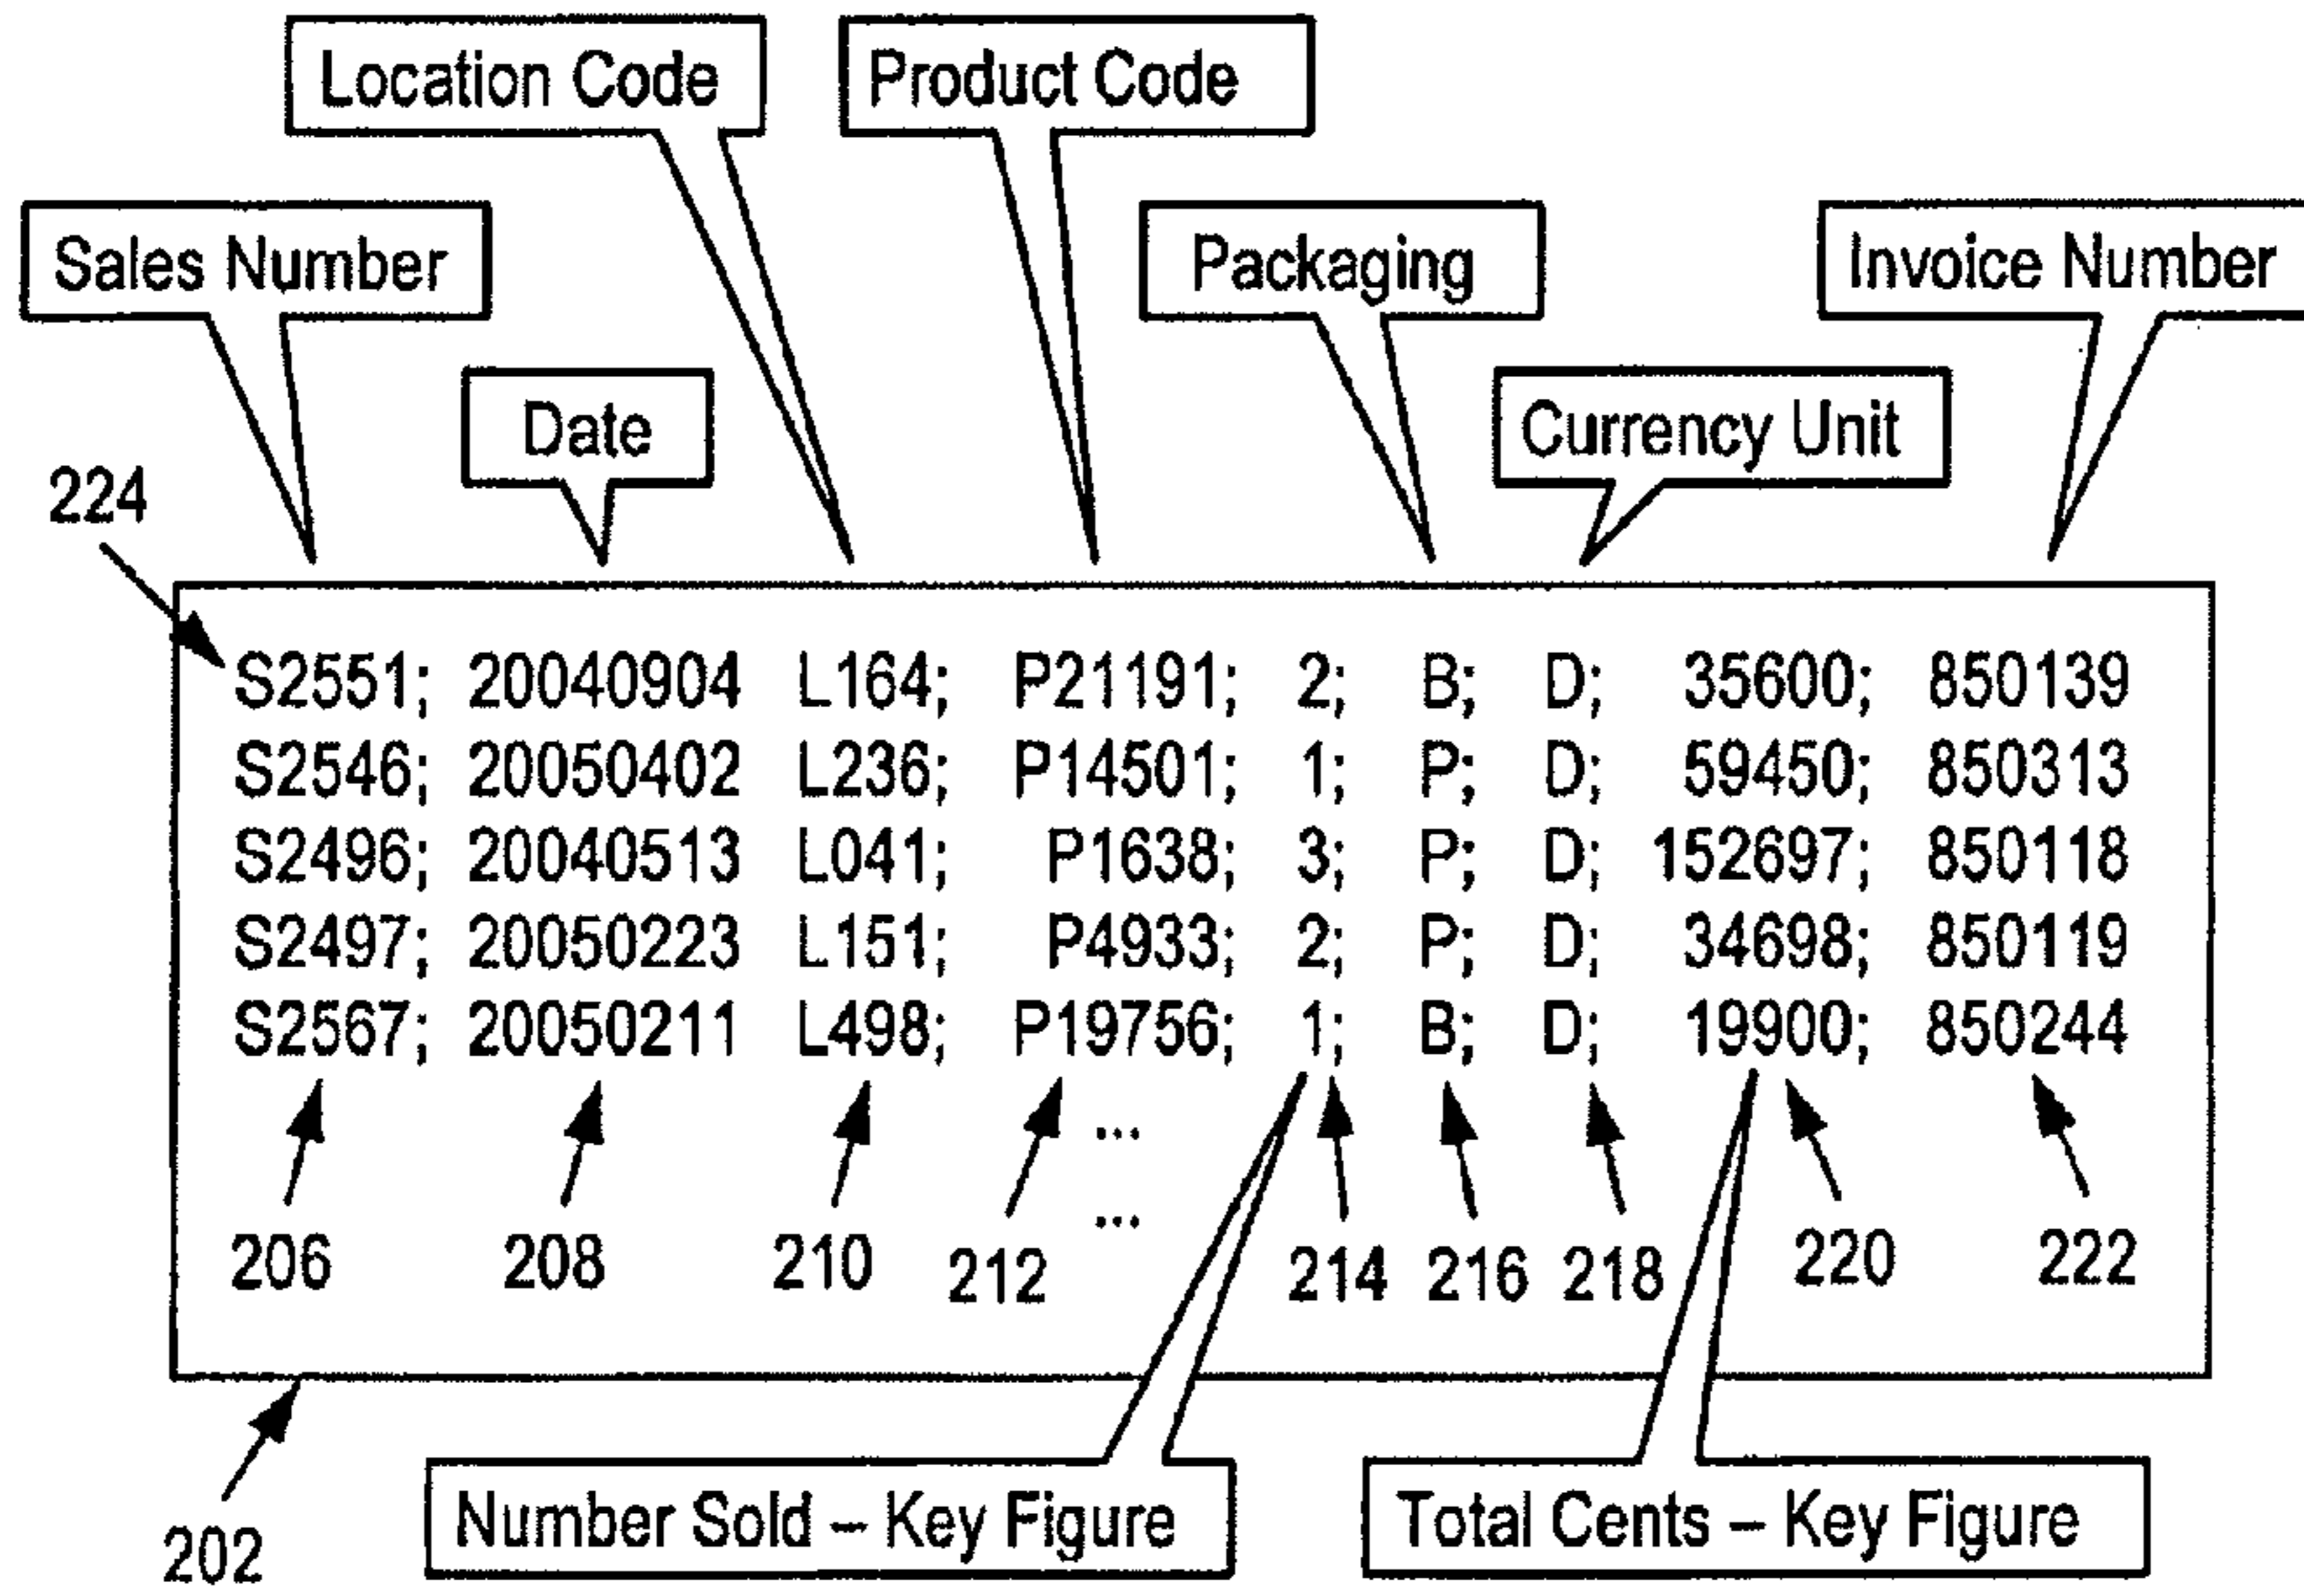 Location Code
Product Code
Sales Number
Packaging
Invoice Number
Date
Currency Unit
224
S2551; 20040904 L164; P21191; 2; B; D; 35600; 850139
S2546; 20050402 L236; P14501; 1; P; D; 59450; 850313
S2496; 20040513 L041; P1638; 3; P; D; 152697; 850118
S2497; 20050223 L151; P4933; 2; P; D; 34698; 850119
S2567; 20050211 L498; P19756; 1; B; D; 19900; 850244
...
...
206 208 210 212 214 216 218 220 222
Number Sold – Key Figure
Total Cents – Key Figure
202